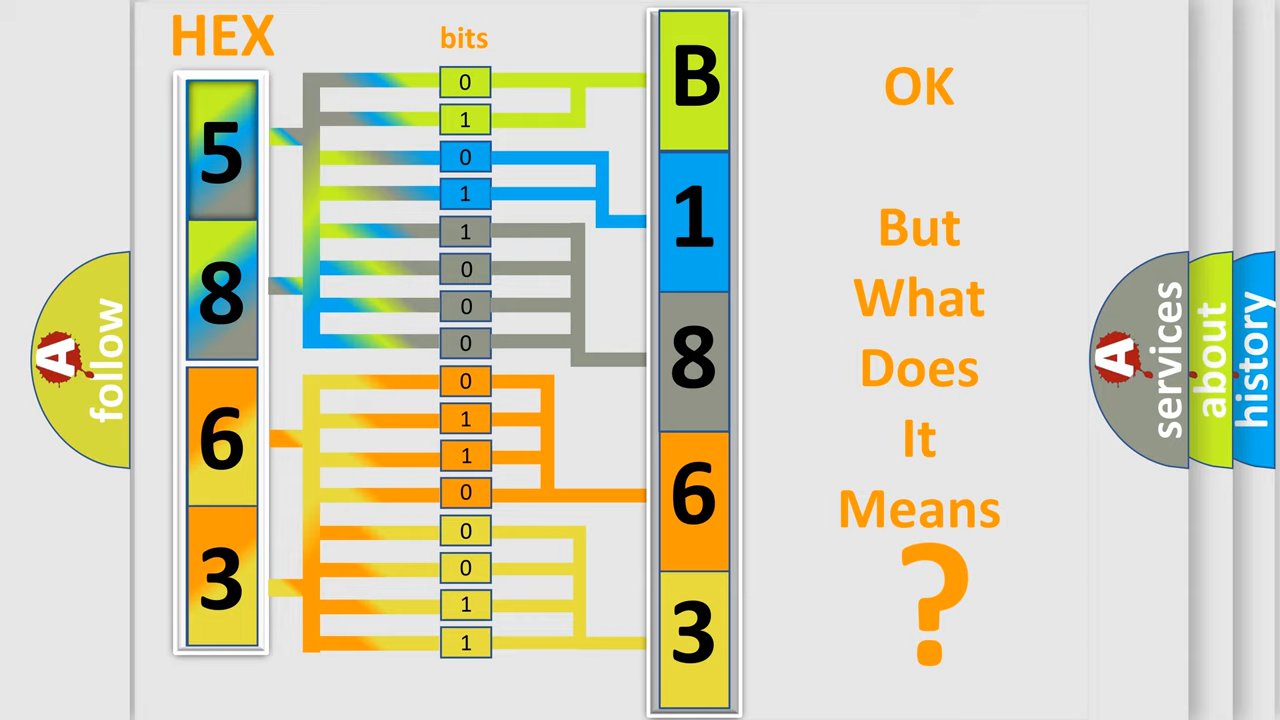 HEX
bits
5
8
6
3
0
1
0
1
1
0
0
0
0
1
1
0
0
0
1
1
B
1
8
6
3
OK
But
What
Does
It
Means
?
A
follow
A
services
about
history